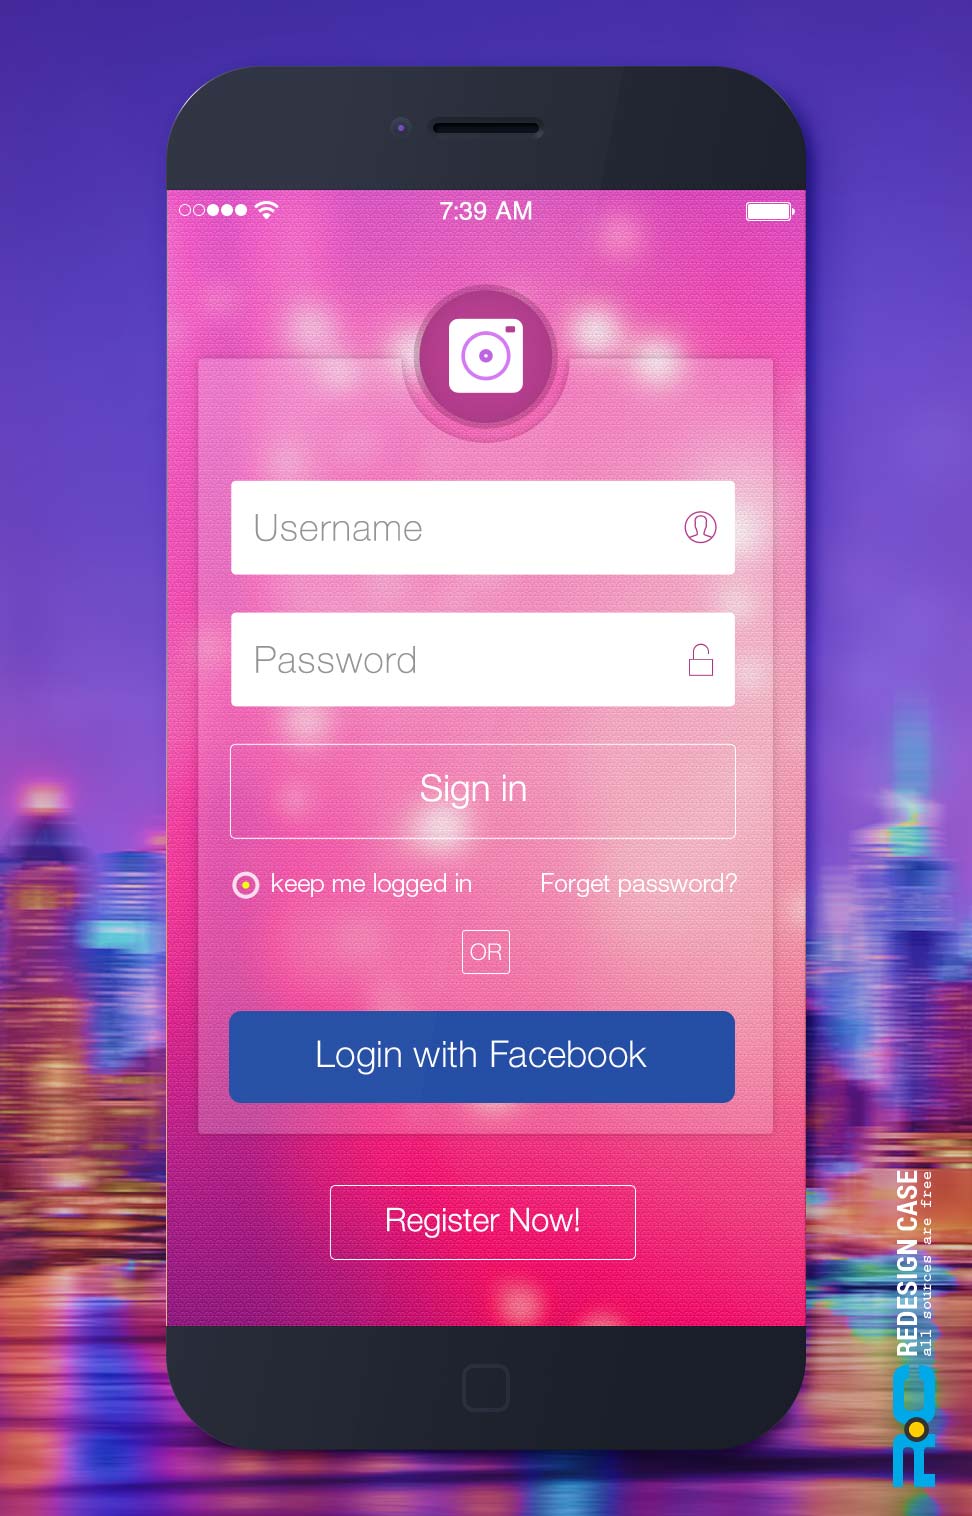 7:39 AM
Username
Password
Sign in
keep me logged in
Forget password?
OR
Login with Facebook
Register Now!
REDESIGN CASE
all sources are free
RC